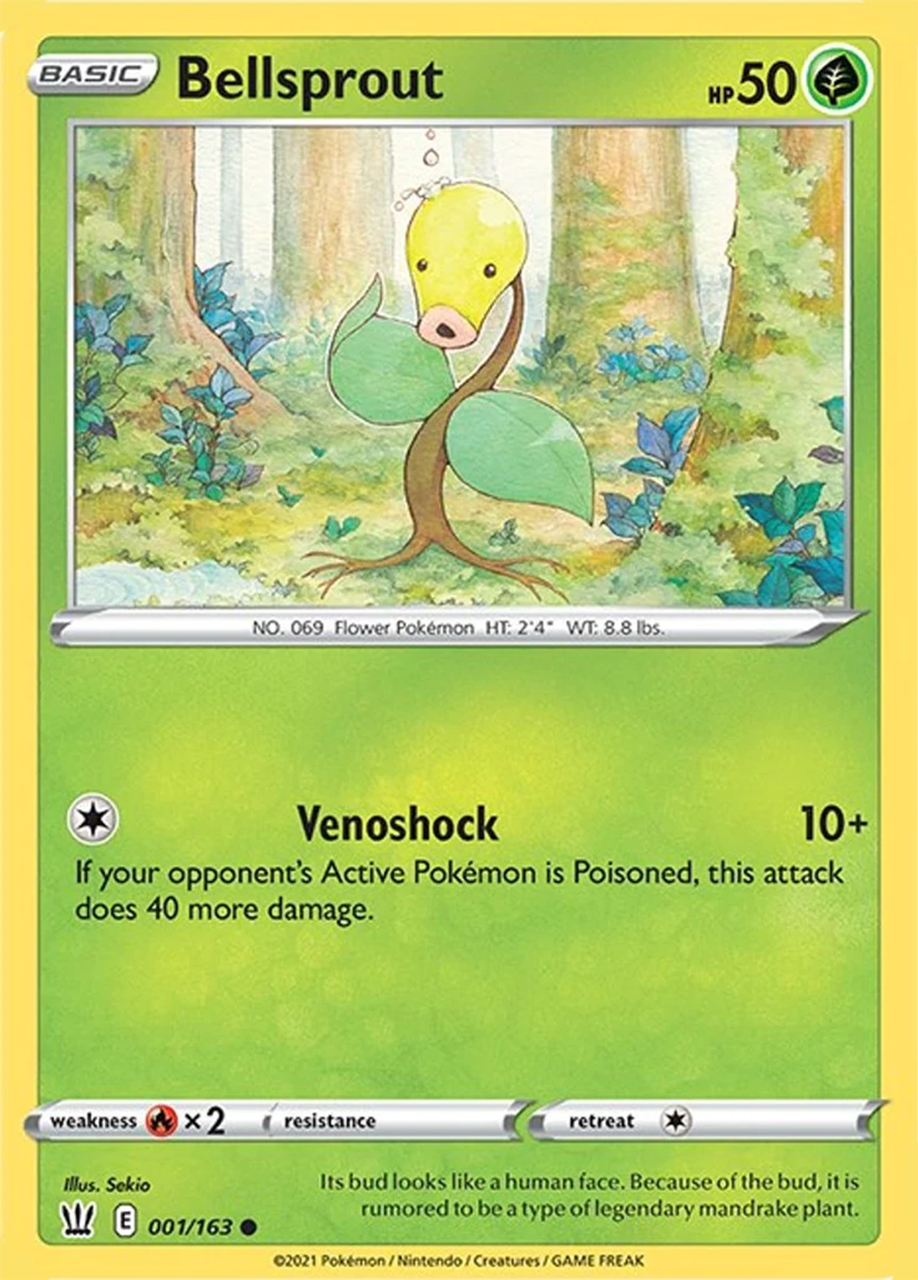 BASIC Bellsprout HP 50
NO. 069 Flower Pokémon HT: 2'4" WT: 8.8 lbs.
Venoshock 10+
If your opponent's Active Pokémon is Poisoned, this attack
does 40 more damage.
weakness ×2 resistance retreat
Illus. Sekio
Its bud looks like a human face. Because of the bud, it is
rumored to be a type of legendary mandrake plant.
E 001/163
©2021 Pokémon / Nintendo / Creatures / GAME FREAK